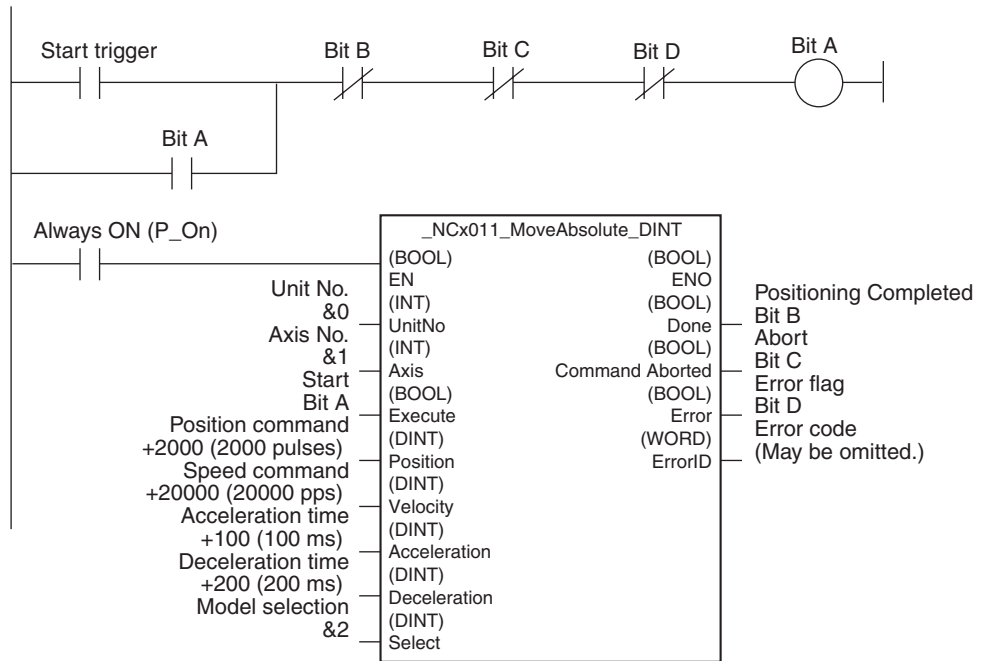 Start trigger
Bit B
Bit C
Bit D
Bit A
Bit A
Always ON (P_On)
_NCx011_MoveAbsolute_DINT
(BOOL)
EN
(BOOL)
ENO
Unit No.
&0
(INT)
UnitNo
(BOOL)
Done
Positioning Completed
Bit B
Axis No.
&1
(INT)
Axis
(BOOL)
Command Aborted
Abort
Bit C
Start
Bit A
(BOOL)
Execute
(BOOL)
Error
Error flag
Bit D
Position command
+2000 (2000 pulses)
(DINT)
Position
(WORD)
ErrorID
Error code
(May be omitted.)
Speed command
+20000 (20000 pps)
(DINT)
Velocity
Acceleration time
+100 (100 ms)
(DINT)
Acceleration
Deceleration time
+200 (200 ms)
(DINT)
Deceleration
Model selection
&2
(DINT)
Select